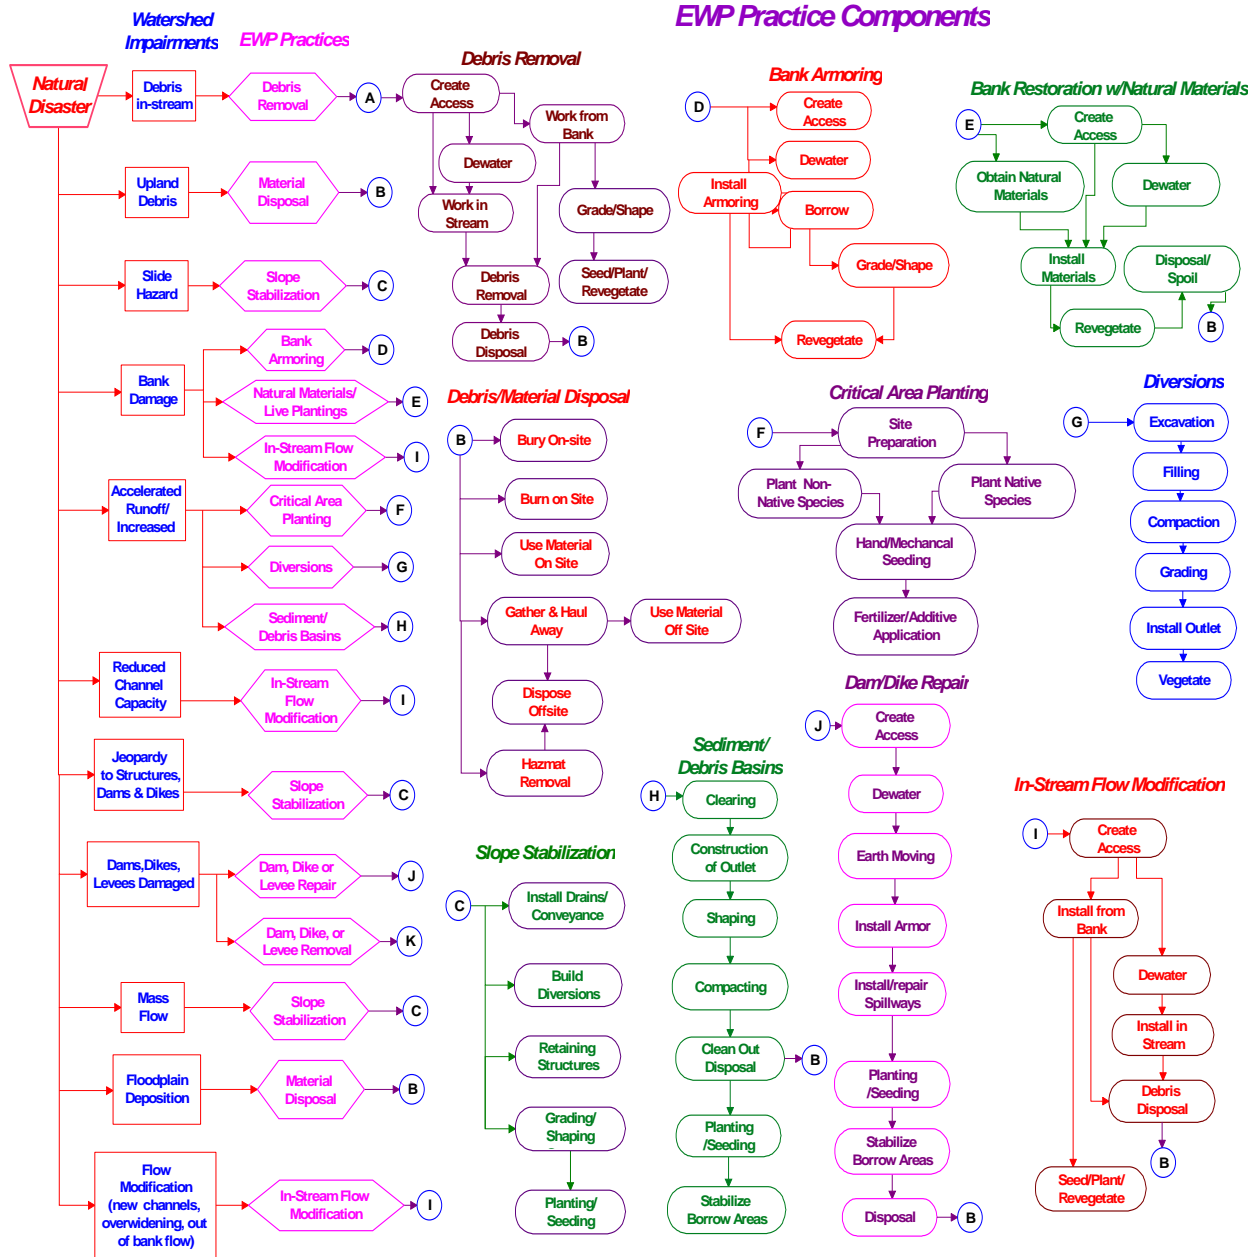 EWP Practice Components
Watershed
Impairments
EWP Practices
Natural
Disaster
Debris
in-stream
Debris
Removal
A
Upland
Debris
Material
Disposal
B
Slide
Hazard
Slope
Stabilization
C
Bank
Damage
Bank
Armoring
D
Natural Materials/
Live Plantings
E
In-Stream Flow
Modification
I
Accelerated
Runoff/
Increased
Critical Area
Planting
F
Diversions
G
Sediment/
Debris Basins
H
Reduced
Channel
Capacity
In-Stream
Flow
Modification
I
Jeopardy
to Structures,
Dams & Dikes
Slope
Stabilization
C
Dams,Dikes,
Levees Damaged
Dam, Dike or
Levee Repair
J
Dam, Dike, or
Levee Removal
K
Mass
Flow
Slope
Stabilization
C
Floodplain
Deposition
Material
Disposal
B
Flow
Modification
(new channels,
overwidening, out
of bank flow)
In-Stream Flow
Modification
I
Debris Removal
Create
Access
Work from
Bank
Dewater
Work in
Stream
Grade/Shape
Debris
Removal
Seed/Plant/
Revegetate
Debris
Disposal
B
Bank Armoring
D
Create
Access
Dewater
Install
Armoring
Borrow
Grade/Shape
Revegetate
Bank Restoration w/Natural Materials
E
Create
Access
Obtain Natural
Materials
Dewater
Install
Materials
Disposal/
Spoil
Revegetate
B
Debris/Material Disposal
B
Bury On-site
Burn on Site
Use Material
On Site
Gather & Haul
Away
Use Material
Off Site
Dispose
Offsite
Hazmat
Removal
Critical Area Planting
F
Site
Preparation
Plant Non-
Native Species
Plant Native
Species
Hand/Mechancal
Seeding
Fertilizer/Additive
Application
Diversions
G
Excavation
Filling
Compaction
Grading
Install Outlet
Vegetate
Slope Stabilization
C
Install Drains/
Conveyance
Build
Diversions
Retaining
Structures
Grading/
Shaping
Planting/
Seeding
Sediment/
Debris Basins
H
Clearing
Construction
of Outlet
Shaping
Compacting
Clean Out
Disposal
B
Planting
/Seeding
Stabilize
Borrow Areas
Dam/Dike Repair
J
Create
Access
Dewater
Earth Moving
Install Armor
Install/repair
Spillways
Planting
/Seeding
Stabilize
Borrow Areas
Disposal
B
In-Stream Flow Modification
I
Create
Access
Install from
Bank
Dewater
Install in
Stream
Debris
Disposal
B
Seed/Plant/
Revegetate